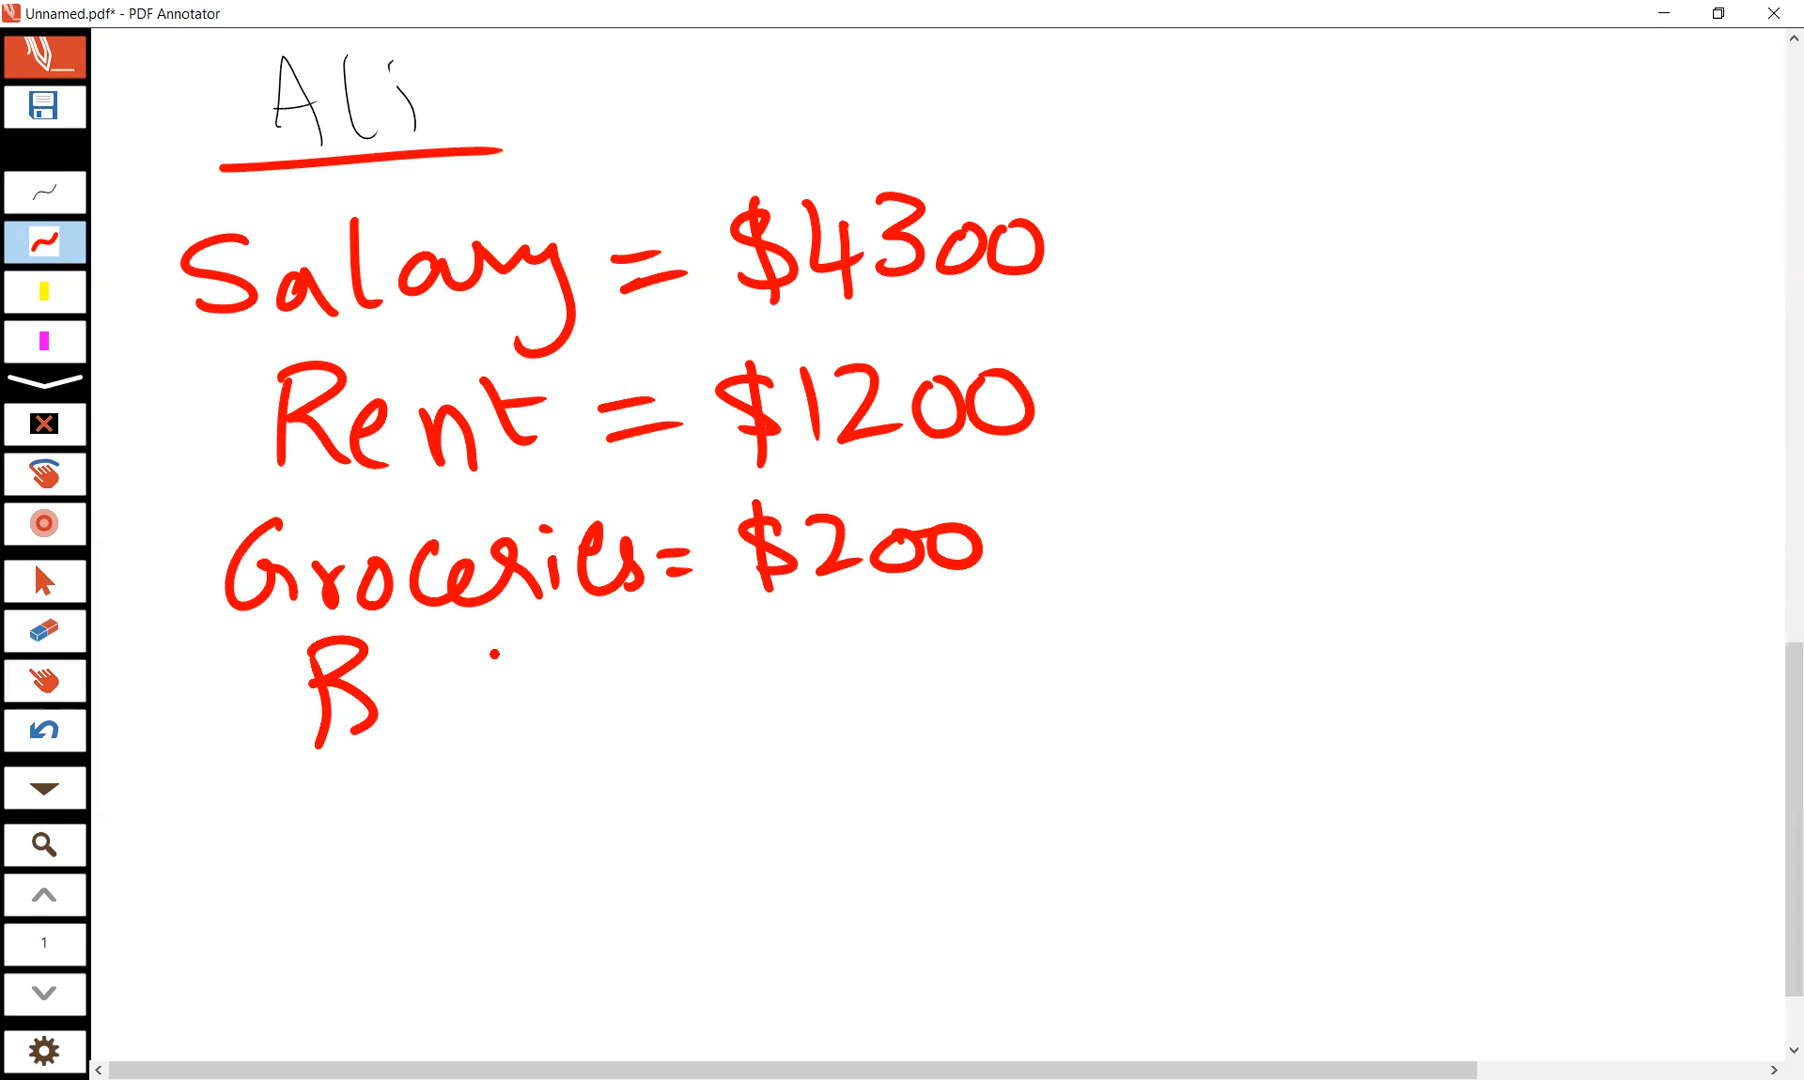 Unnamed.pdf* - PDF Annotator
Ali
Salary = $4300
Rent = $1200
Groceries = $200
R
1